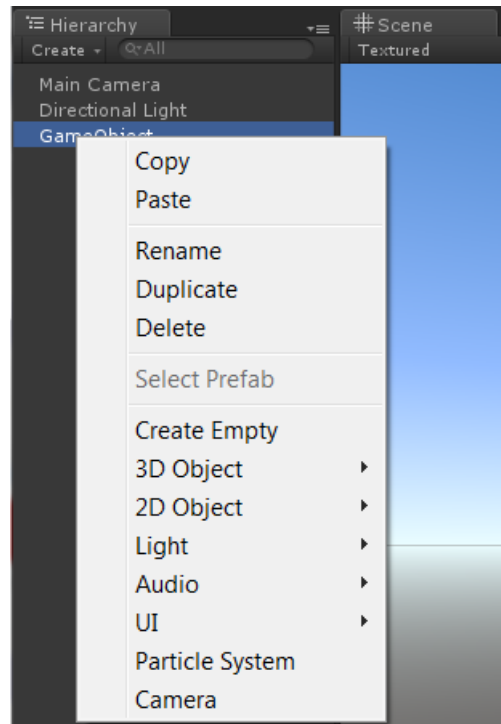 Hierarchy
Scene
Create
All
Textured
Main Camera
Directional Light
GameObject
Copy
Paste
Rename
Duplicate
Delete
Select Prefab
Create Empty
3D Object
2D Object
Light
Audio
UI
Particle System
Camera